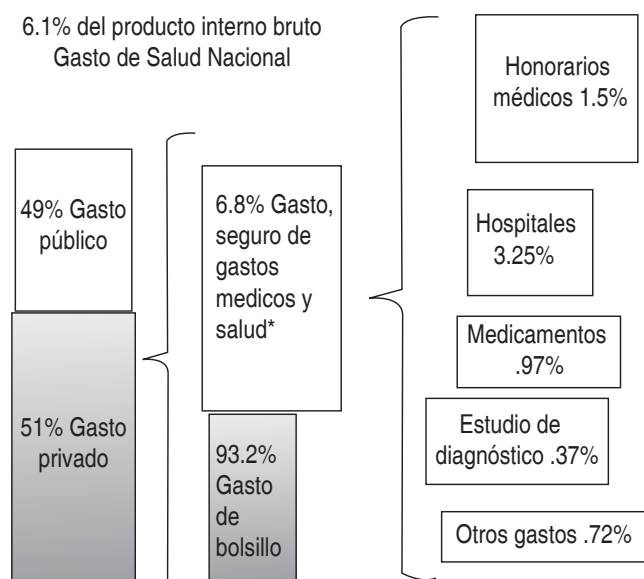 6.1% del producto interno bruto
Gasto de Salud Nacional
49% Gasto
público
51% Gasto
privado
6.8% Gasto,
seguro de
gastos
medicos y
salud*
93.2%
Gasto
de
bolsillo
Honorarios
médicos 1.5%
Hospitales
3.25%
Medicamentos
.97%
Estudio de
diagnóstico .37%
Otros gastos .72%